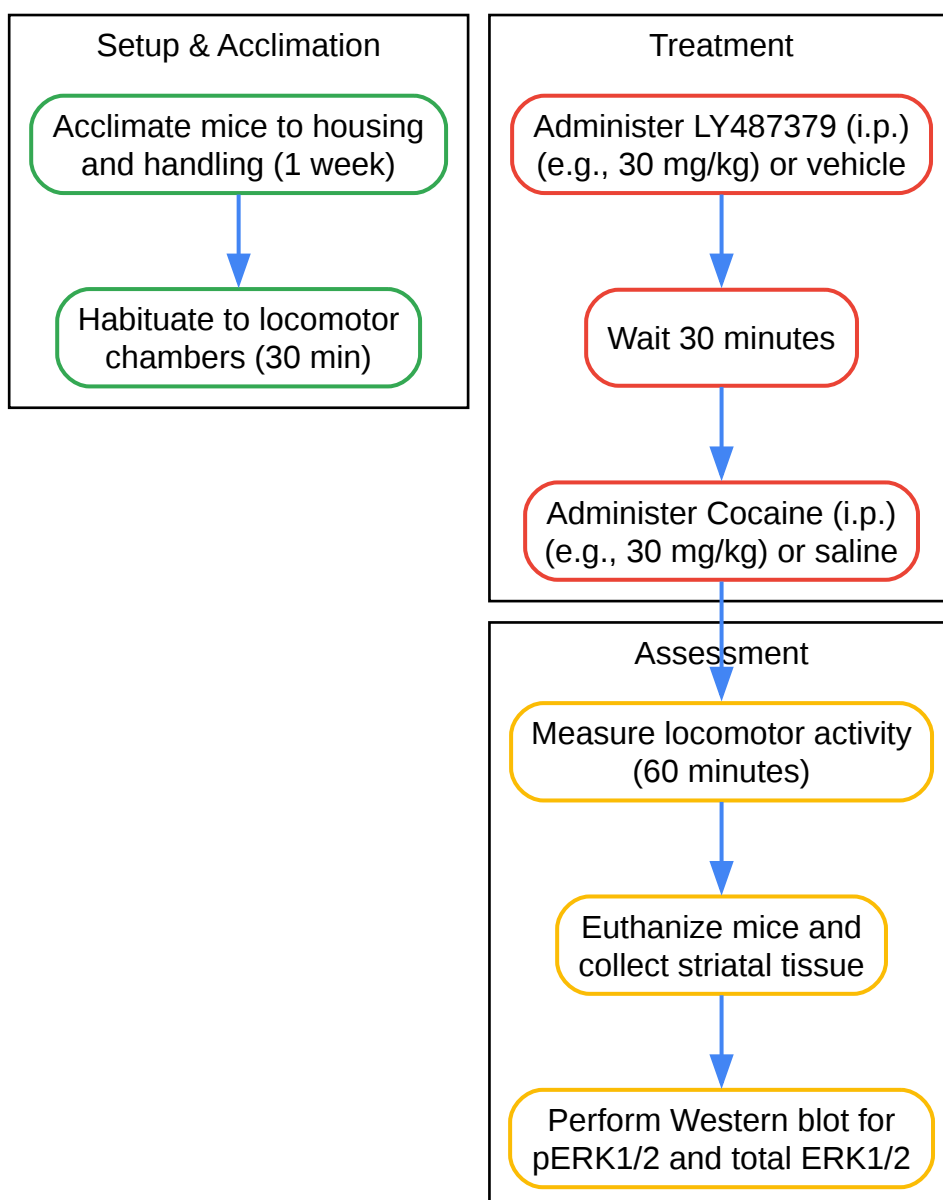 Setup & Acclimation
Acclimate mice to housing
and handling (1 week)
Habituate to locomotor
chambers (30 min)
Treatment
Administer LY487379 (i.p.)
(e.g., 30 mg/kg) or vehicle
Wait 30 minutes
Administer Cocaine (i.p.)
(e.g., 30 mg/kg) or saline
Assessment
Measure locomotor activity
(60 minutes)
Euthanize mice and
collect striatal tissue
Perform Western blot for
pERK1/2 and total ERK1/2